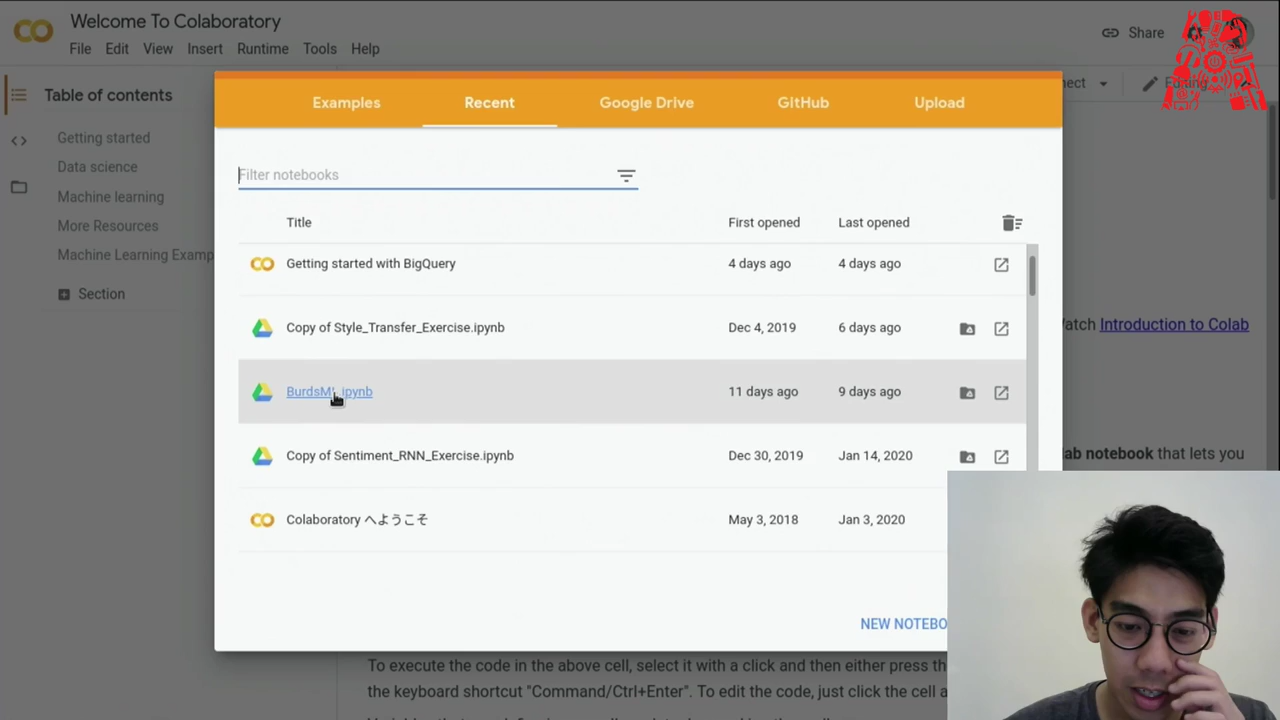 Welcome To Colaboratory
File Edit View Insert Runtime Tools Help
Share
Table of contents
Getting started
Data science
Machine learning
More Resources
Machine Learning Examp
Section
Examples Recent Google Drive GitHub Upload
Filter notebooks
Title First opened Last opened
Getting started with BigQuery 4 days ago 4 days ago
Copy of Style_Transfer_Exercise.ipynb Dec 4, 2019 6 days ago
BurdsML.ipynb 11 days ago 9 days ago
Copy of Sentiment_RNN_Exercise.ipynb Dec 30, 2019 Jan 14, 2020
Colaboratory へようこそ May 3, 2018 Jan 3, 2020
NEW NOTEBO
Introduction to Colab
ab notebook that lets you
To execute the code in the above cell, select it with a click and then either press th
the keyboard shortcut "Command/Ctrl+Enter". To edit the code, just click the cell a